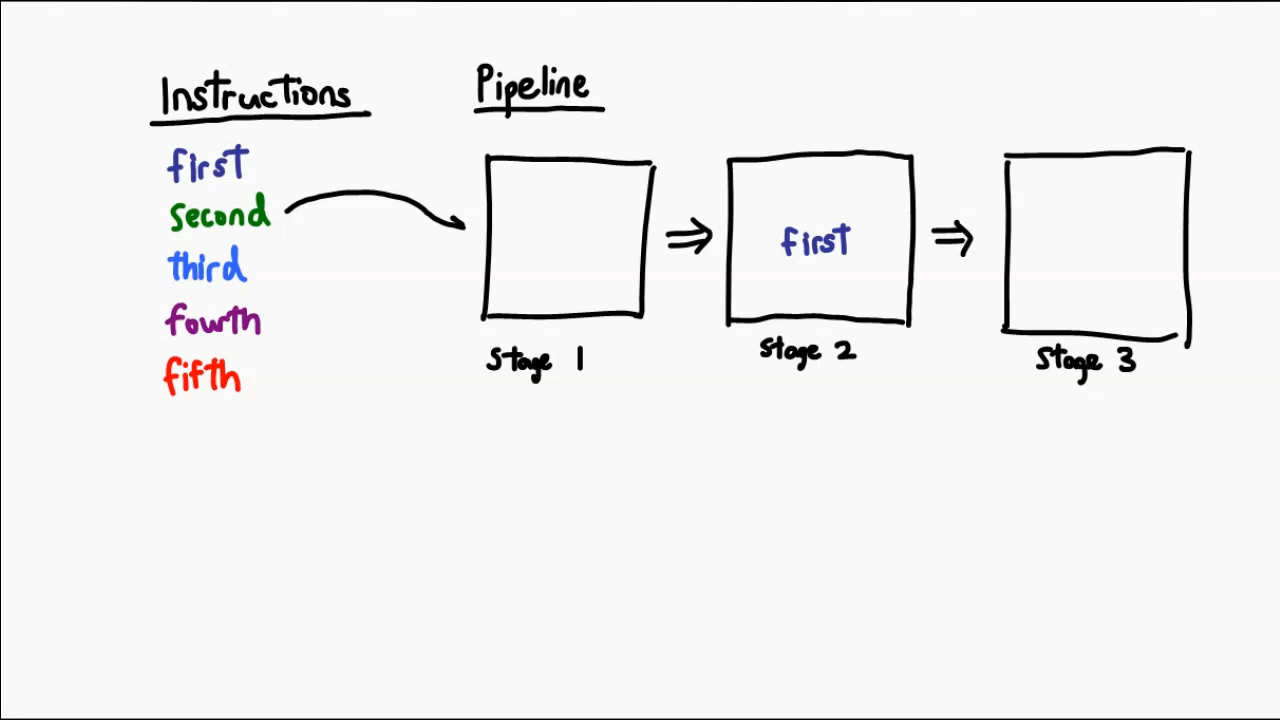 Instructions
first
second
third
fourth
fifth
Pipeline
first
Stage 1
Stage 2
Stage 3